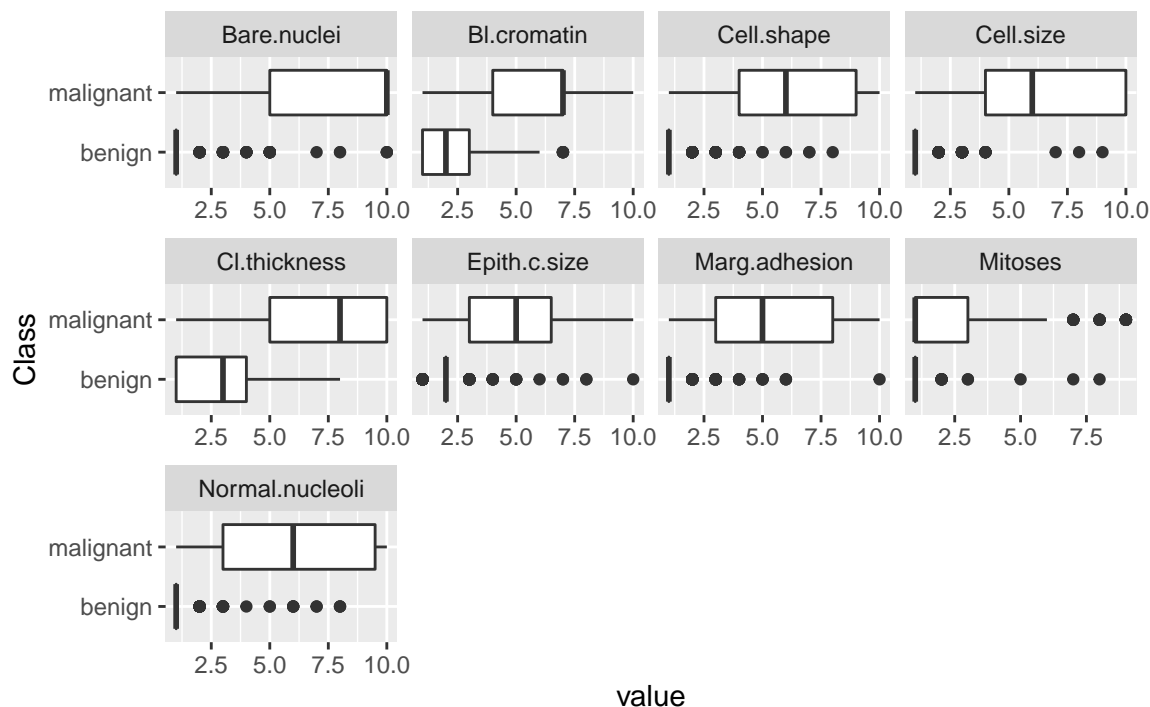 Bare.nuclei Bl.cromatin Cell.shape Cell.size
malignant
benign
2.5 5.0 7.5 10.0 2.5 5.0 7.5 10.0 2.5 5.0 7.5 10.0 2.5 5.0 7.5 10.0
Cl.thickness Epith.c.size Marg.adhesion Mitoses
malignant
Class
benign
2.5 5.0 7.5 10.0 2.5 5.0 7.5 10.0 2.5 5.0 7.5 10.0 2.5 5.0 7.5
Normal.nucleoli
malignant
benign
2.5 5.0 7.5 10.0
value